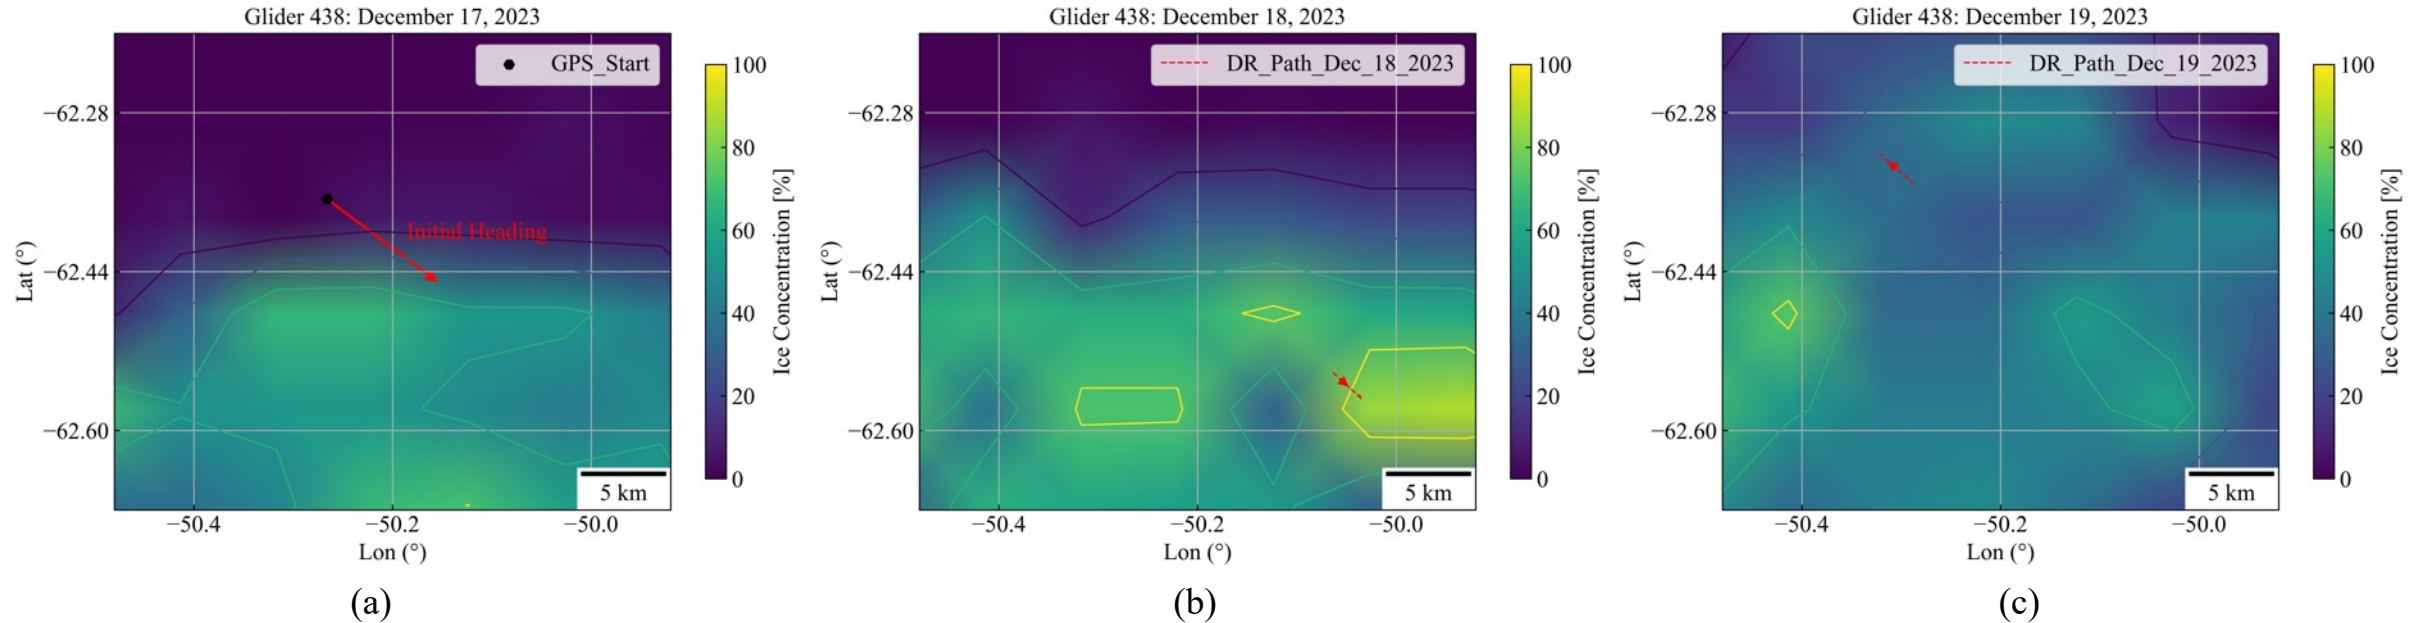 Glider 438: December 17, 2023
GPS_Start
Initial Heading
−62.28
−62.44
−62.60
Lat (°)
−50.4
−50.2
−50.0
Lon (°)
5 km
100
80
60
40
20
0
Ice Concentration [%]
(a)
Glider 438: December 18, 2023
DR_Path_Dec_18_2023
−62.28
−62.44
−62.60
Lat (°)
−50.4
−50.2
−50.0
Lon (°)
5 km
100
80
60
40
20
0
Ice Concentration [%]
(b)
Glider 438: December 19, 2023
DR_Path_Dec_19_2023
−62.28
−62.44
−62.60
Lat (°)
−50.4
−50.2
−50.0
Lon (°)
5 km
100
80
60
40
20
0
Ice Concentration [%]
(c)